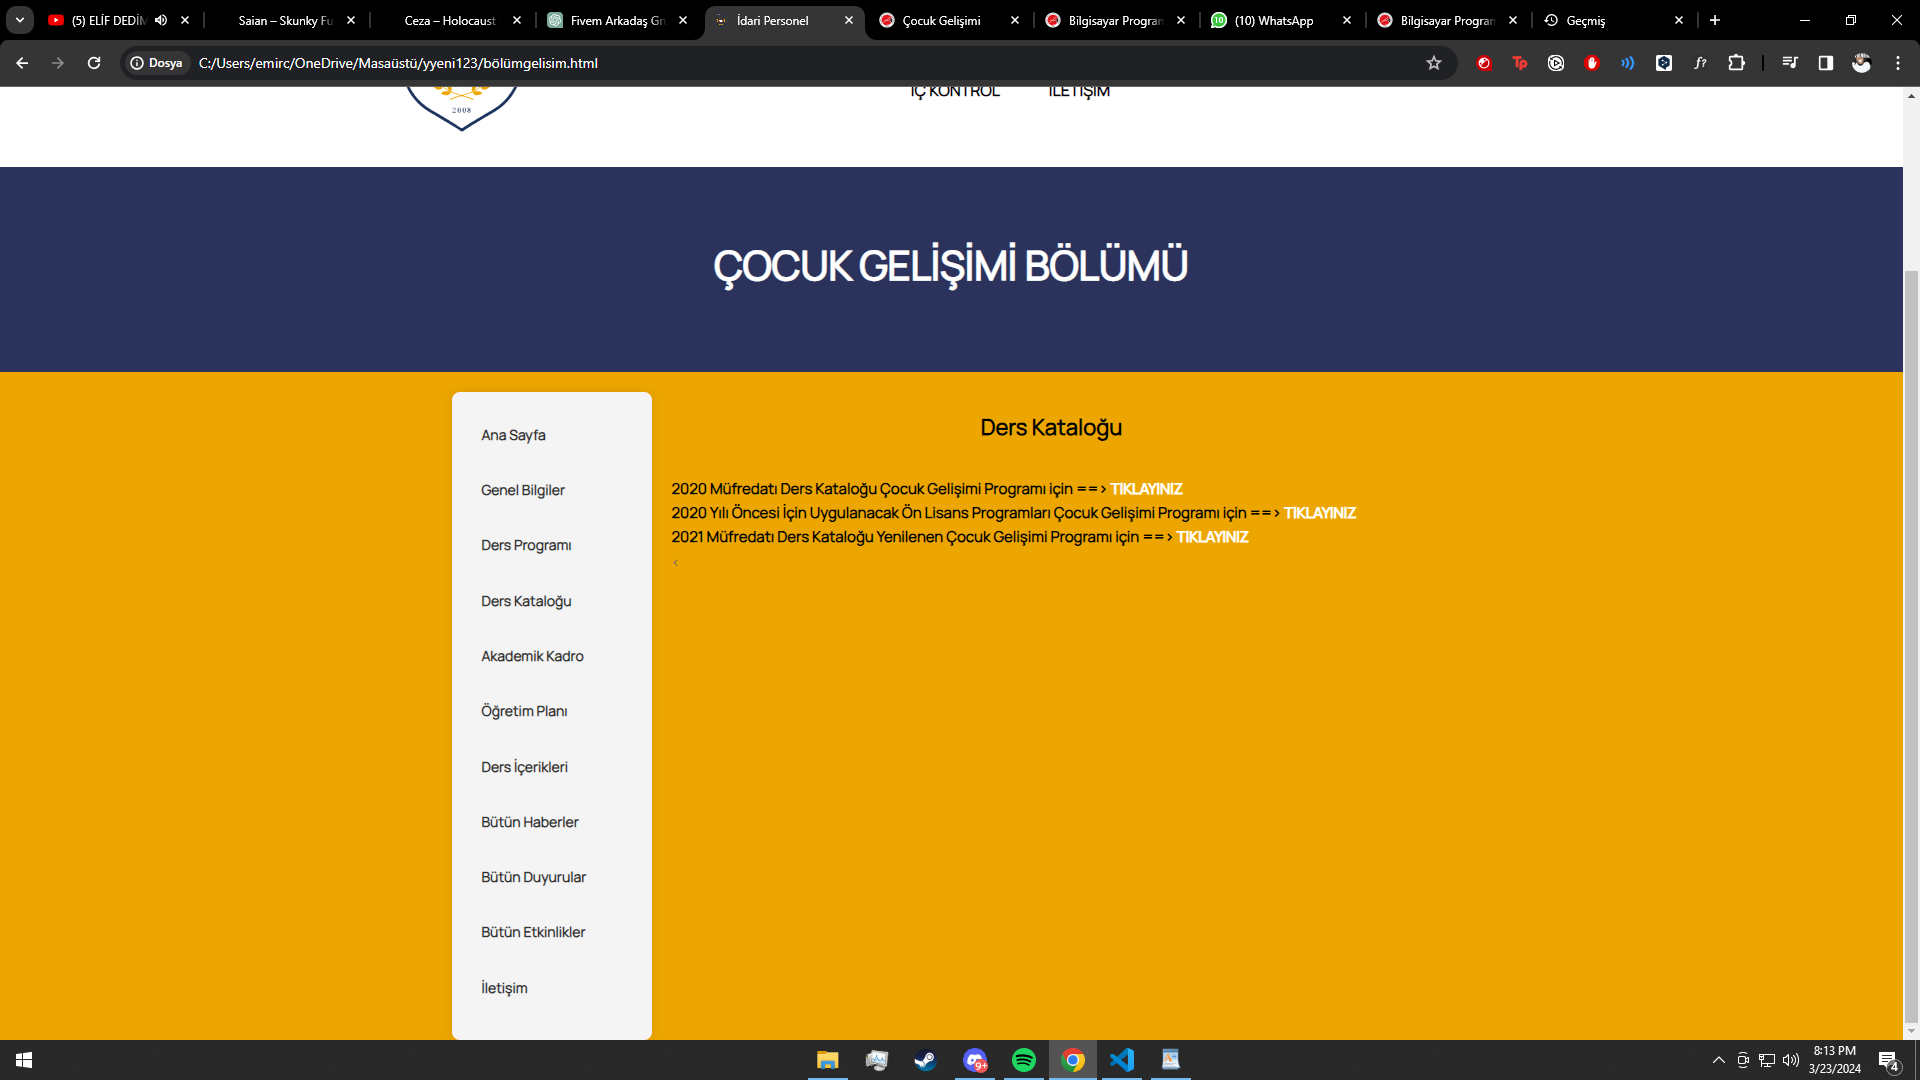 (5) ELİF DEDİM
Saian – Skunky Fu
Ceza – Holocaust
Fivem Arkadaş Gr
İdari Personel
Çocuk Gelişimi
Bilgisayar Program
(10) WhatsApp
Bilgisayar Program
Geçmiş
Dosya
C:/Users/emirc/OneDrive/Masaüstü/yyeni123/bölümgelisim.html
2008
İÇ KONTROL
İLETİŞİM
ÇOCUK GELİŞİMİ BÖLÜMÜ
Ana Sayfa
Genel Bilgiler
Ders Programı
Ders Kataloğu
Akademik Kadro
Öğretim Planı
Ders İçerikleri
Bütün Haberler
Bütün Duyurular
Bütün Etkinlikler
İletişim
Ders Kataloğu
2020 Müfredatı Ders Kataloğu Çocuk Gelişimi Programı için ==> TIKLAYINIZ
2020 Yılı Öncesi İçin Uygulanacak Ön Lisans Programları Çocuk Gelişimi Programı için ==> TIKLAYINIZ
2021 Müfredatı Ders Kataloğu Yenilenen Çocuk Gelişimi Programı için ==> TIKLAYINIZ
<
8:13 PM
3/23/2024
4